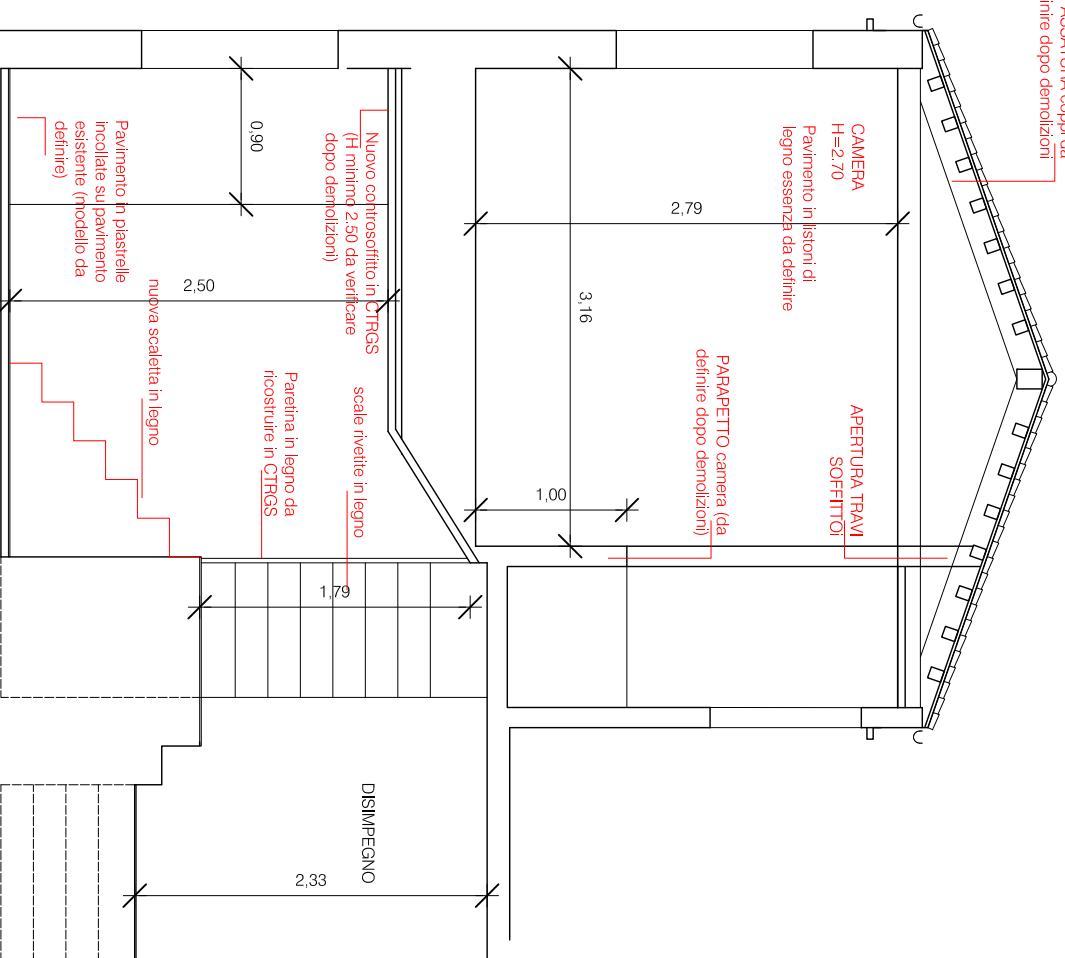 coppi da
inire dopo demolizioni
CAMERA
H=2.70
Pavimento in listoni di
legno essenza da definire
APERTURA TRAVI
SOFFITTOi
PARAPETTO camera (da
definire dopo demolizioni)
2,79
3,16
1,00
Nuovo controsoffitto in CTRGS
(H minimo 2.50 da verificare
dopo demolizioni)
scale rivetite in legno
Paretina in legno da
ricostruire in CTRGS
0,90
2,50
1,79
nuova scaletta in legno
Pavimento in piastrelle
incollate su pavimento
esistente (modello da
definire)
DISIMPEGNO
2,33